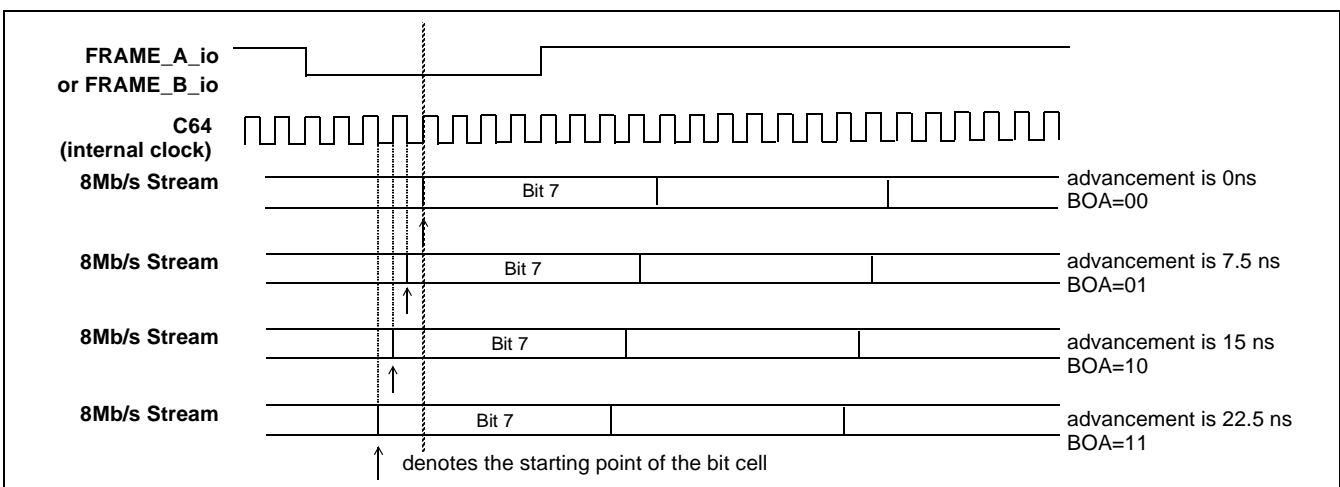 FRAME_A_io
or FRAME_B_io
C64
(internal clock)
8Mb/s Stream
Bit 7
advancement is 0ns
BOA=00
8Mb/s Stream
Bit 7
advancement is 7.5 ns
BOA=01
8Mb/s Stream
Bit 7
advancement is 15 ns
BOA=10
8Mb/s Stream
Bit 7
advancement is 22.5 ns
BOA=11
denotes the starting point of the bit cell